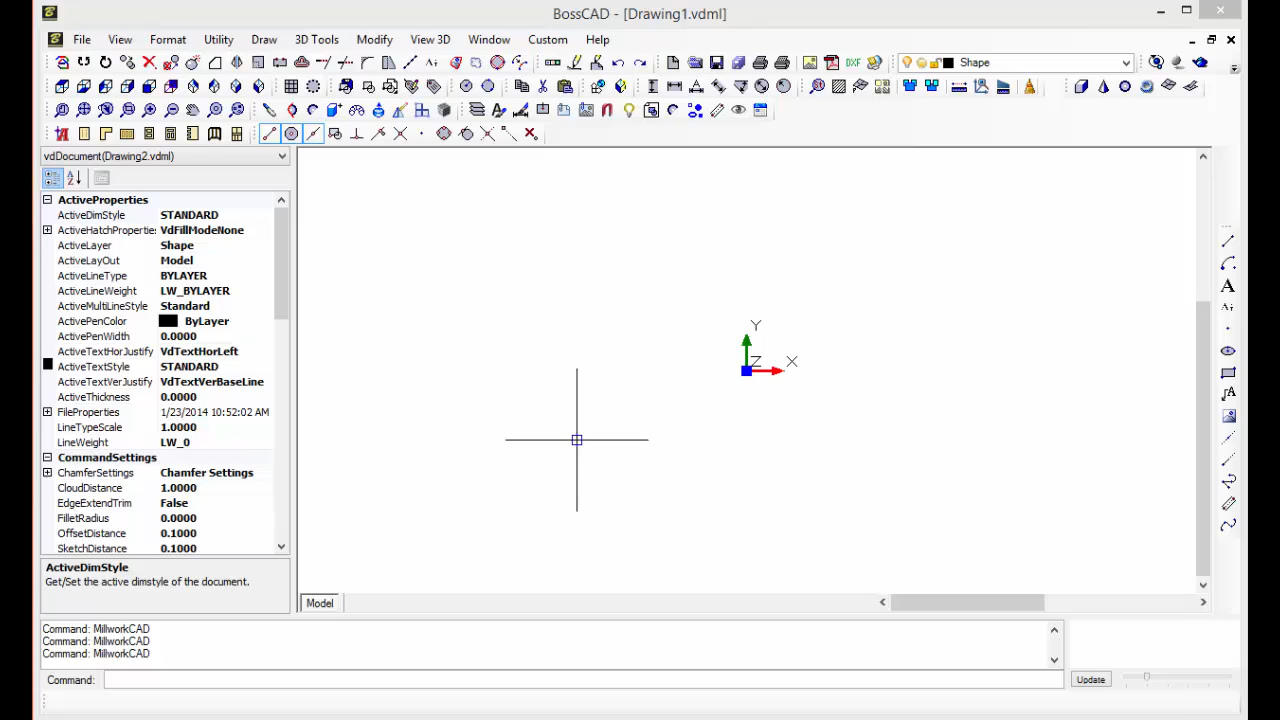 BossCAD - [Drawing1.vdml]
File View Format Utility Draw 3D Tools Modify View 3D Window Custom Help
DXF Shape
vdDocument(Drawing2.vdml)
ActiveProperties
ActiveDimStyle STANDARD
ActiveHatchPropertie: VdFillModeNone
ActiveLayer Shape
ActiveLayOut Model
ActiveLineType BYLAYER
ActiveLineWeight LW_BYLAYER
ActiveMultiLineStyle Standard
ActivePenColor ByLayer
ActivePenWidth 0.0000
ActiveTextHorJustify VdTextHorLeft
ActiveTextStyle STANDARD
ActiveTextVerJustify VdTextVerBaseLine
ActiveThickness 0.0000
FileProperties 1/23/2014 10:52:02 AM
LineTypeScale 1.0000
LineWeight LW_0
CommandSettings
ChamferSettings Chamfer Settings
CloudDistance 1.0000
EdgeExtendTrim False
FilletRadius 0.0000
OffsetDistance 0.1000
SketchDistance 0.1000
ActiveDimStyle
Get/Set the active dimstyle of the document.
Y
Z X
Model
Command: MillworkCAD
Command: MillworkCAD
Command: MillworkCAD
Command:
Update